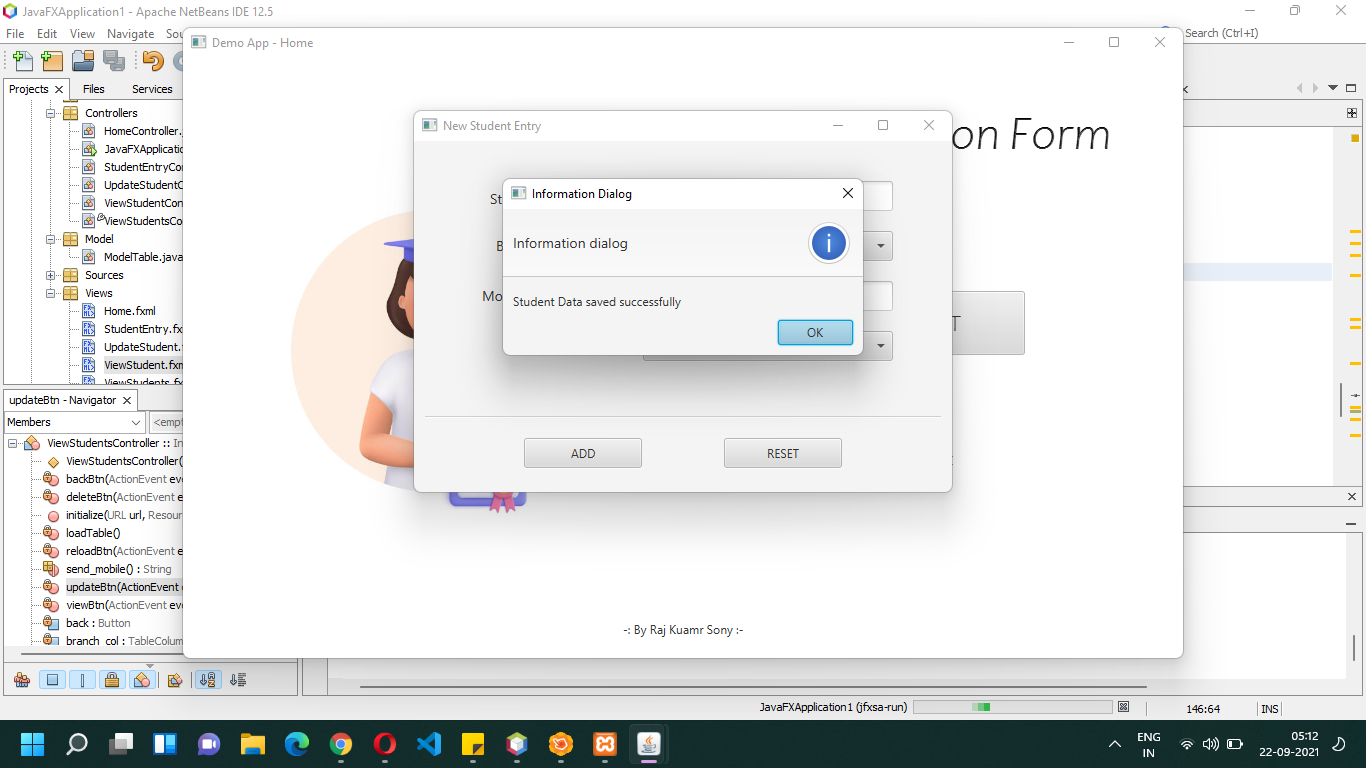 JavaFXApplication1 - Apache NetBeans IDE 12.5
File Edit View Navigate Sou
Search (Ctrl+I)
Demo App - Home
Projects Files Services
Controllers
HomeController.
JavaFXApplicatio
StudentEntryCon
UpdateStudentC
ViewStudentCon
ViewStudentsCo
Model
ModelTable.java
Sources
Views
Home.fxml
StudentEntry.fx
UpdateStudent.
ViewStudent.fxm
ViewStudents.fx
updateBtn - Navigator
Members
<empt
ViewStudentsController :: In
ViewStudentsController(
backBtn(ActionEvent eve
deleteBtn(ActionEvent e
initialize(URL url, Resour
loadTable()
reloadBtn(ActionEvent e
send_mobile() : String
updateBtn(ActionEvent e
viewBtn(ActionEvent eve
back : Button
branch_col : TableColum
on Form
New Student Entry
St
B
Mo
Information Dialog
Information dialog
Student Data saved successfully
OK
T
ADD RESET
-: By Raj Kuamr Sony :-
JavaFXApplication1 (jfxsa-run)
146:64
INS
ENG
IN
05:12
22-09-2021